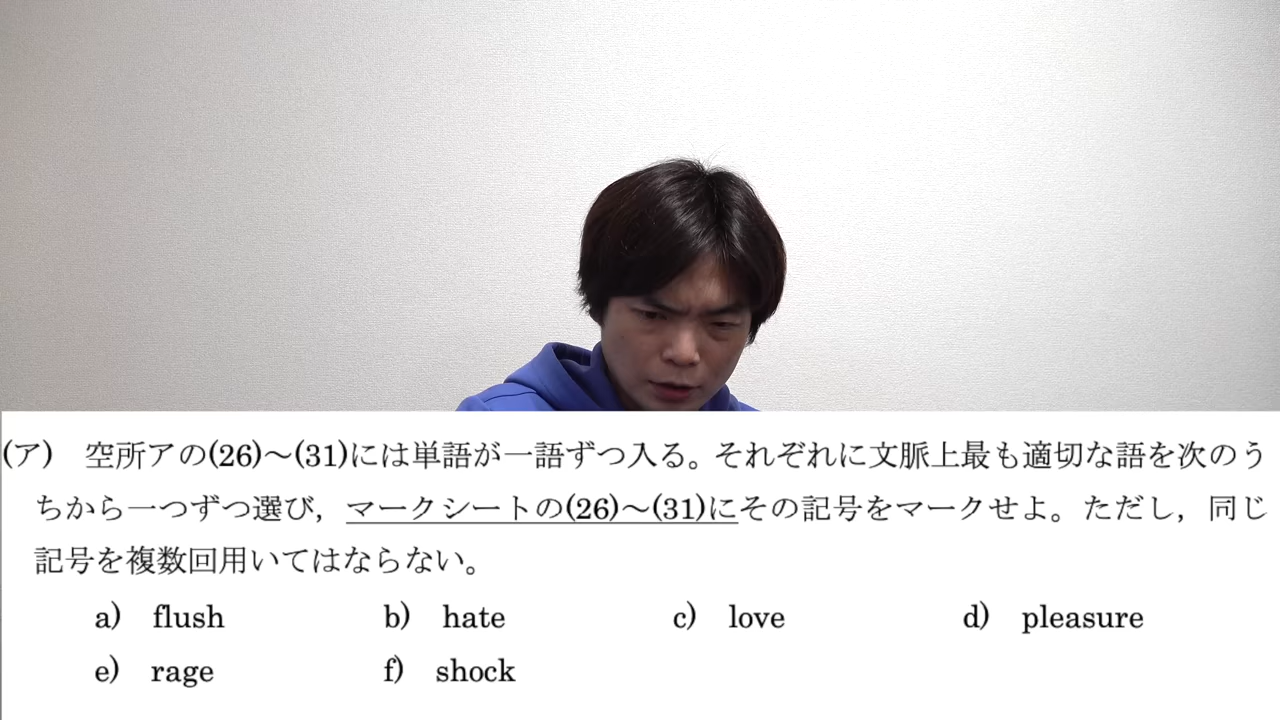 (ア) 空所アの(26)〜(31)には単語が一語ずつ入る。それぞれに文脈上最も適切な語を次のう
ちから一つずつ選び，マークシートの(26)〜(31)にその記号をマークせよ。ただし，同じ
記号を複数回用いてはならない。
a) flush b) hate c) love d) pleasure
e) rage f) shock